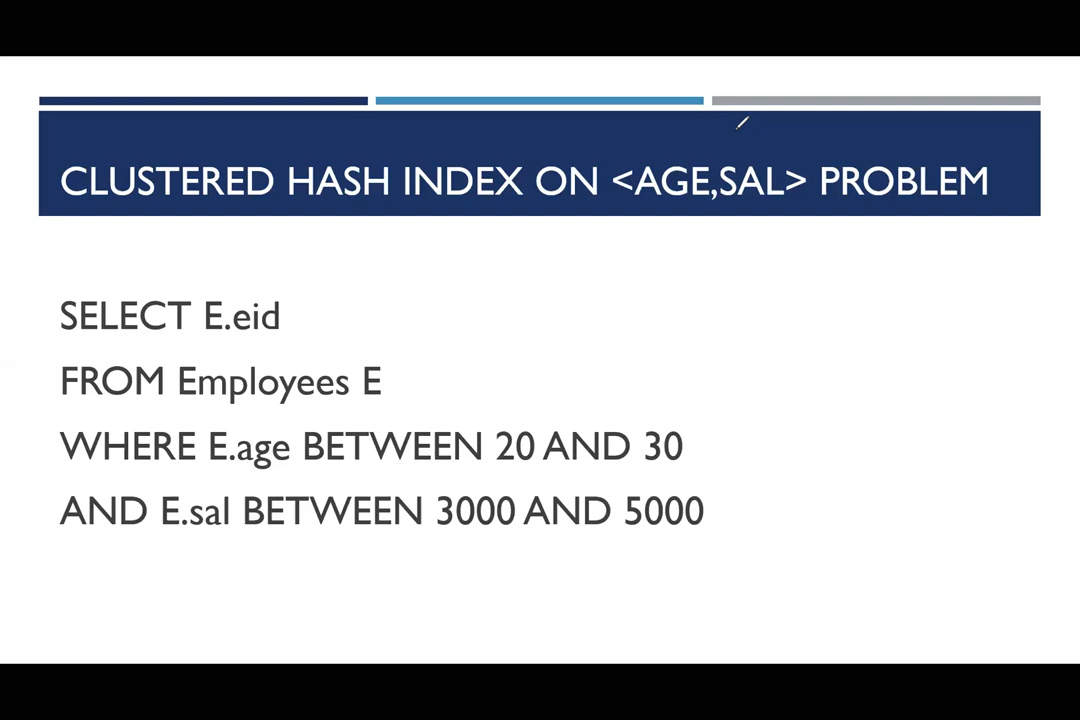 CLUSTERED HASH INDEX ON <AGE,SAL> PROBLEM
SELECT E.eid
FROM Employees E
WHERE E.age BETWEEN 20 AND 30
AND E.sal BETWEEN 3000 AND 5000